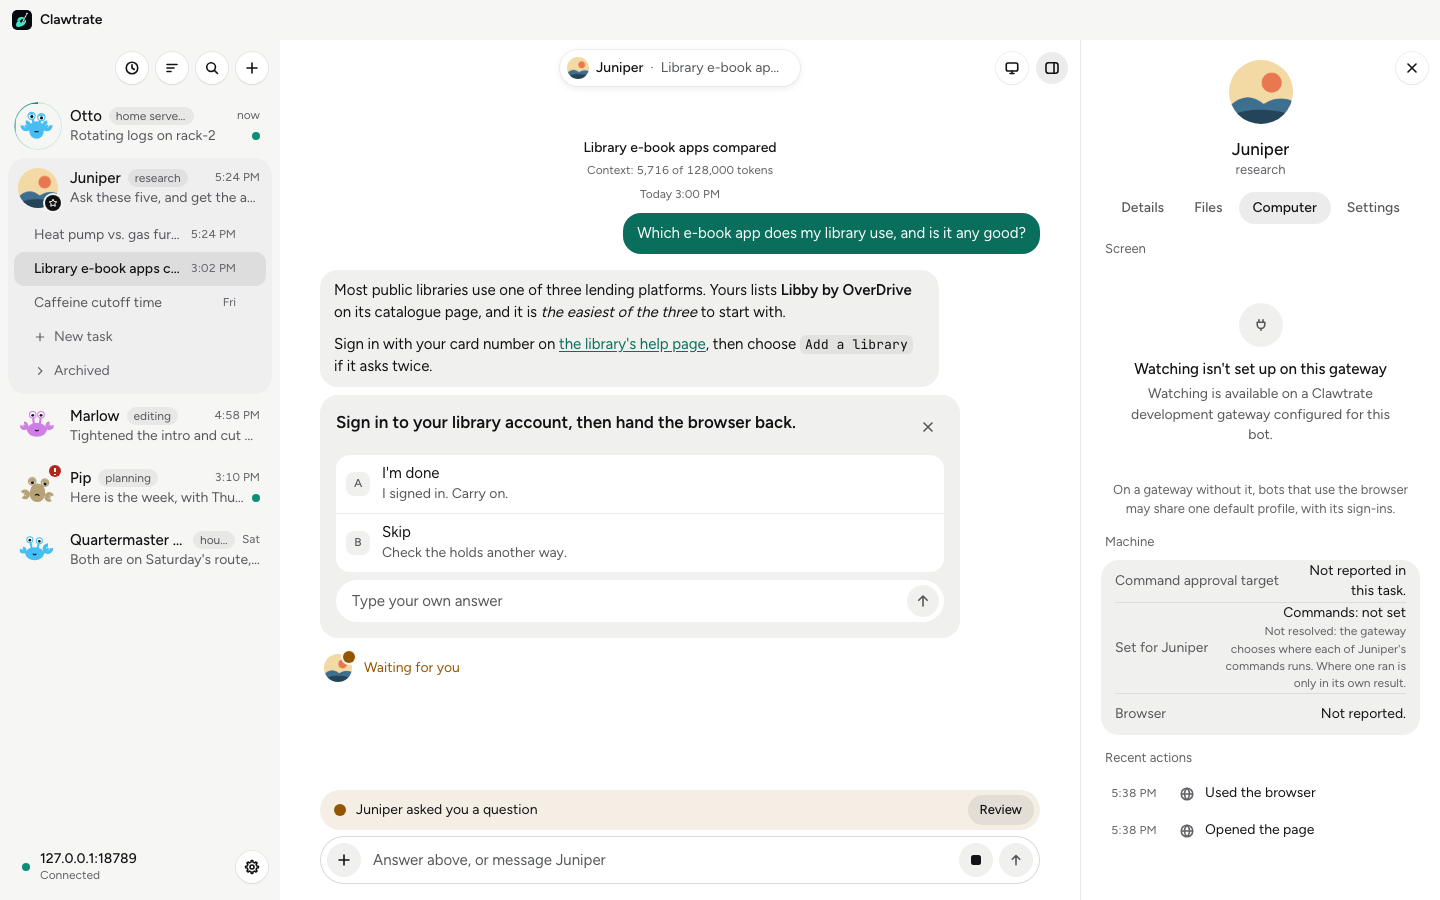 Clawtrate
Otto home serve... now
Rotating logs on rack-2
Juniper research 5:24 PM
Ask these five, and get the a...
Heat pump vs. gas fur... 5:24 PM
Library e-book apps c... 3:02 PM
Caffeine cutoff time Fri
New task
Archived
Marlow editing 4:58 PM
Tightened the intro and cut ...
Pip planning 3:10 PM
Here is the week, with Thu...
Quartermaster ... hou... Sat
Both are on Saturday's route,...
127.0.0.1:18789
Connected
Juniper · Library e-book ap...
Library e-book apps compared
Context: 5,716 of 128,000 tokens
Today 3:00 PM
Which e-book app does my library use, and is it any good?
Most public libraries use one of three lending platforms. Yours lists Libby by OverDrive
on its catalogue page, and it is the easiest of the three to start with.
Sign in with your card number on the library's help page, then choose Add a library
if it asks twice.
Sign in to your library account, then hand the browser back.
A I'm done
I signed in. Carry on.
B Skip
Check the holds another way.
Type your own answer
Waiting for you
Juniper asked you a question Review
Answer above, or message Juniper
Juniper
research
Details Files Computer Settings
Screen
Watching isn't set up on this gateway
Watching is available on a Clawtrate
development gateway configured for this
bot.
On a gateway without it, bots that use the browser
may share one default profile, with its sign-ins.
Machine
Command approval target Not reported in
this task.
Set for Juniper Commands: not set
Not resolved: the gateway
chooses where each of Juniper's
commands runs. Where one ran is
only in its own result.
Browser Not reported.
Recent actions
5:38 PM Used the browser
5:38 PM Opened the page